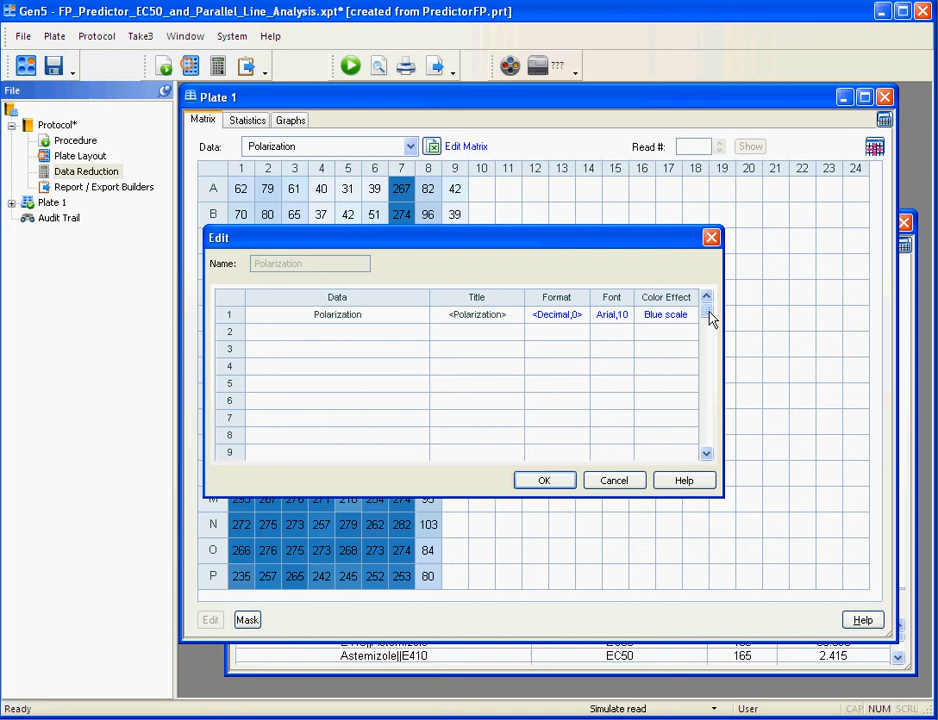 Gen5 - FP_Predictor_EC50_and_Parallel_Line_Analysis.xpt* [created from PredictorFP.prt]
File Plate Protocol Take3 Window System Help
???
File
Protocol*
Procedure
Plate Layout
Data Reduction
Report / Export Builders
Plate 1
Audit Trail
Plate 1
Matrix Statistics Graphs
Data: Polarization Edit Matrix Read #: Show
1 2 3 4 5 6 7 8 9 10 11 12 13 14 15 16 17 18 19 20 21 22 23 24
A 62 79 61 40 31 39 267 82 42
B 70 80 65 37 42 51 274 96 39
Edit
Name: Polarization
Data Title Format Font Color Effect
1 Polarization <Polarization> <Decimal,0> Arial,10 Blue scale
2
3
4
5
6
7
8
9
OK Cancel Help
N 272 275 273 257 279 262 282 103
O 266 276 275 273 268 273 274 84
P 235 257 265 242 245 252 253 80
Edit Mask Help
Astemizole||E410 EC50 165 2.415
Ready Simulate read User CAP NUM SCRL